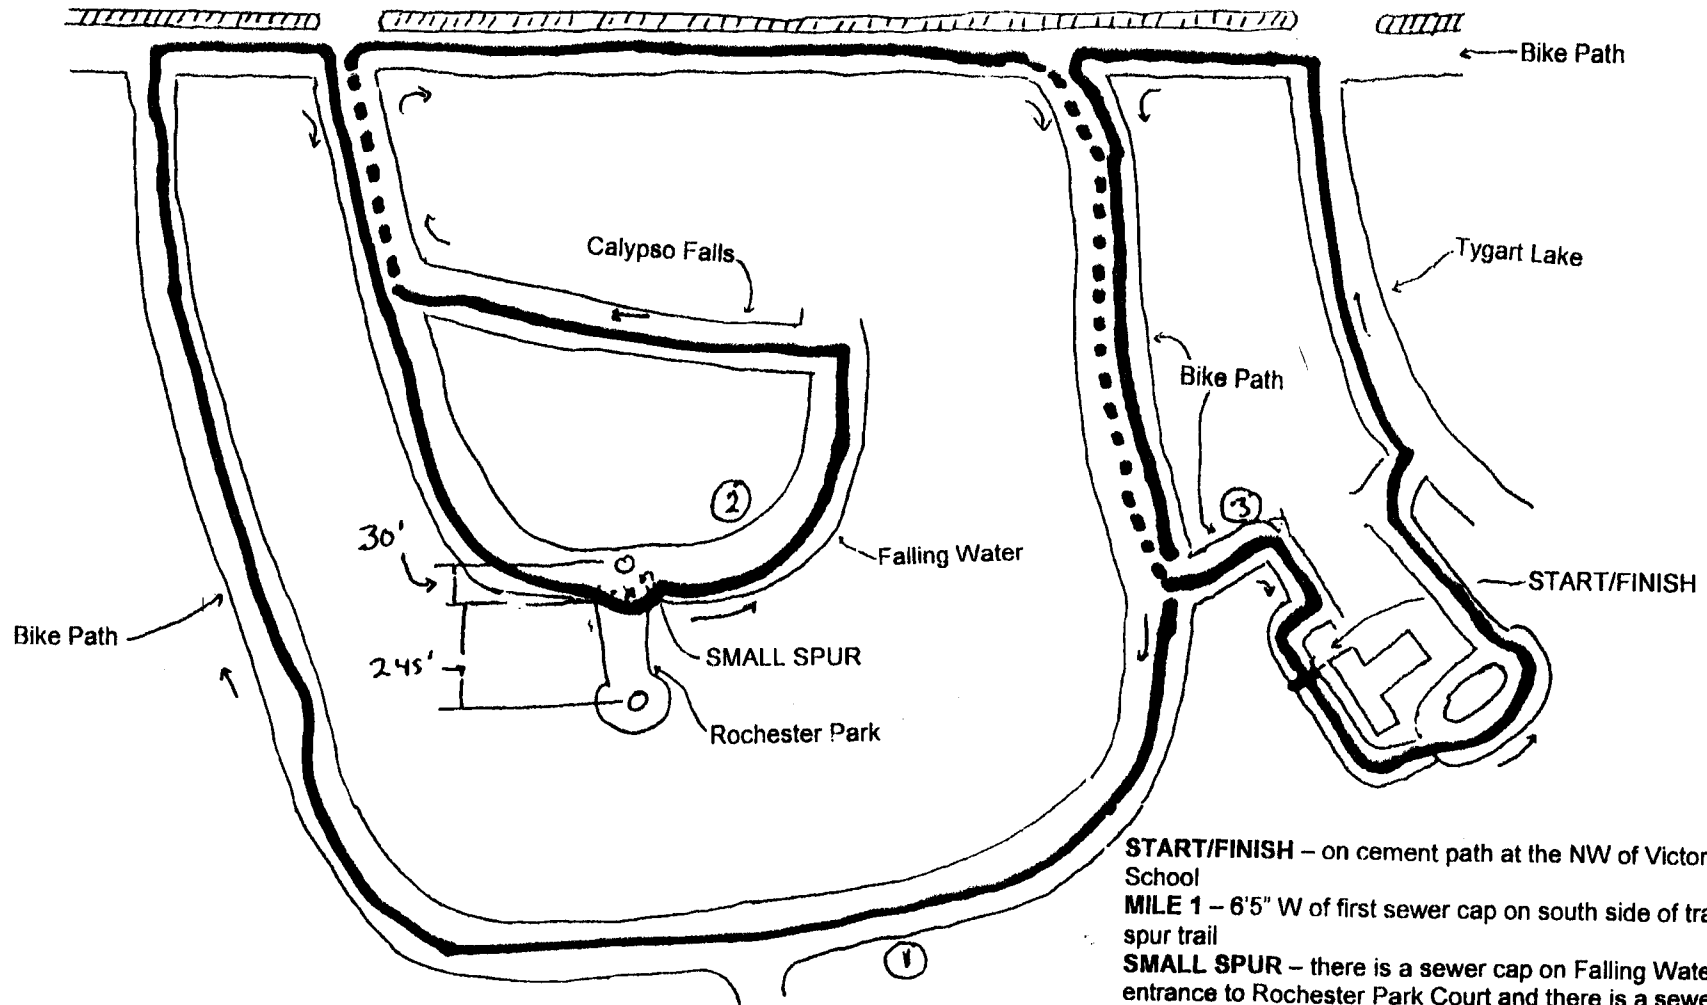 Bike Path
Calypso Falls
Tygart Lake
Bike Path
2
3
30'
Falling Water
START/FINISH
Bike Path
245'
SMALL SPUR
Rochester Park
START/FINISH – on cement path at the NW of Victor
School
MILE 1 – 6'5" W of first sewer cap on south side of tra
spur trail
SMALL SPUR – there is a sewer cap on Falling Wate
entrance to Rochester Park Court and there is a sewe
1